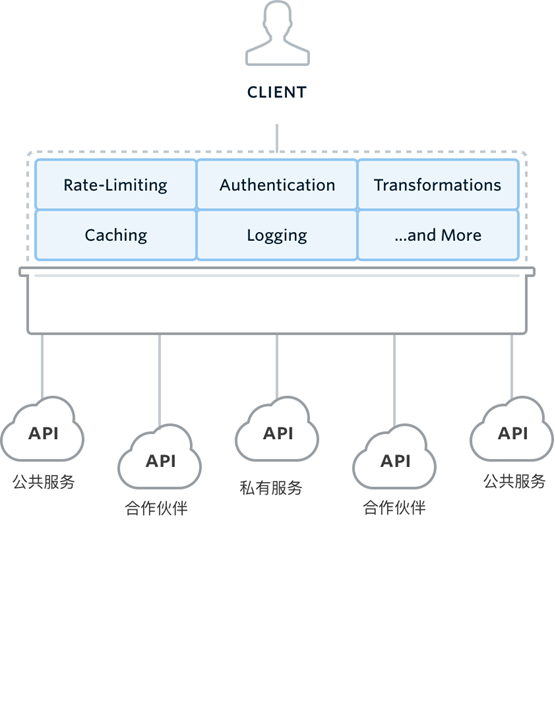 CLIENT
Rate-Limiting Authentication Transformations
Caching Logging ...and More
API API API API API
公共服务 合作伙伴 私有服务 合作伙伴 公共服务